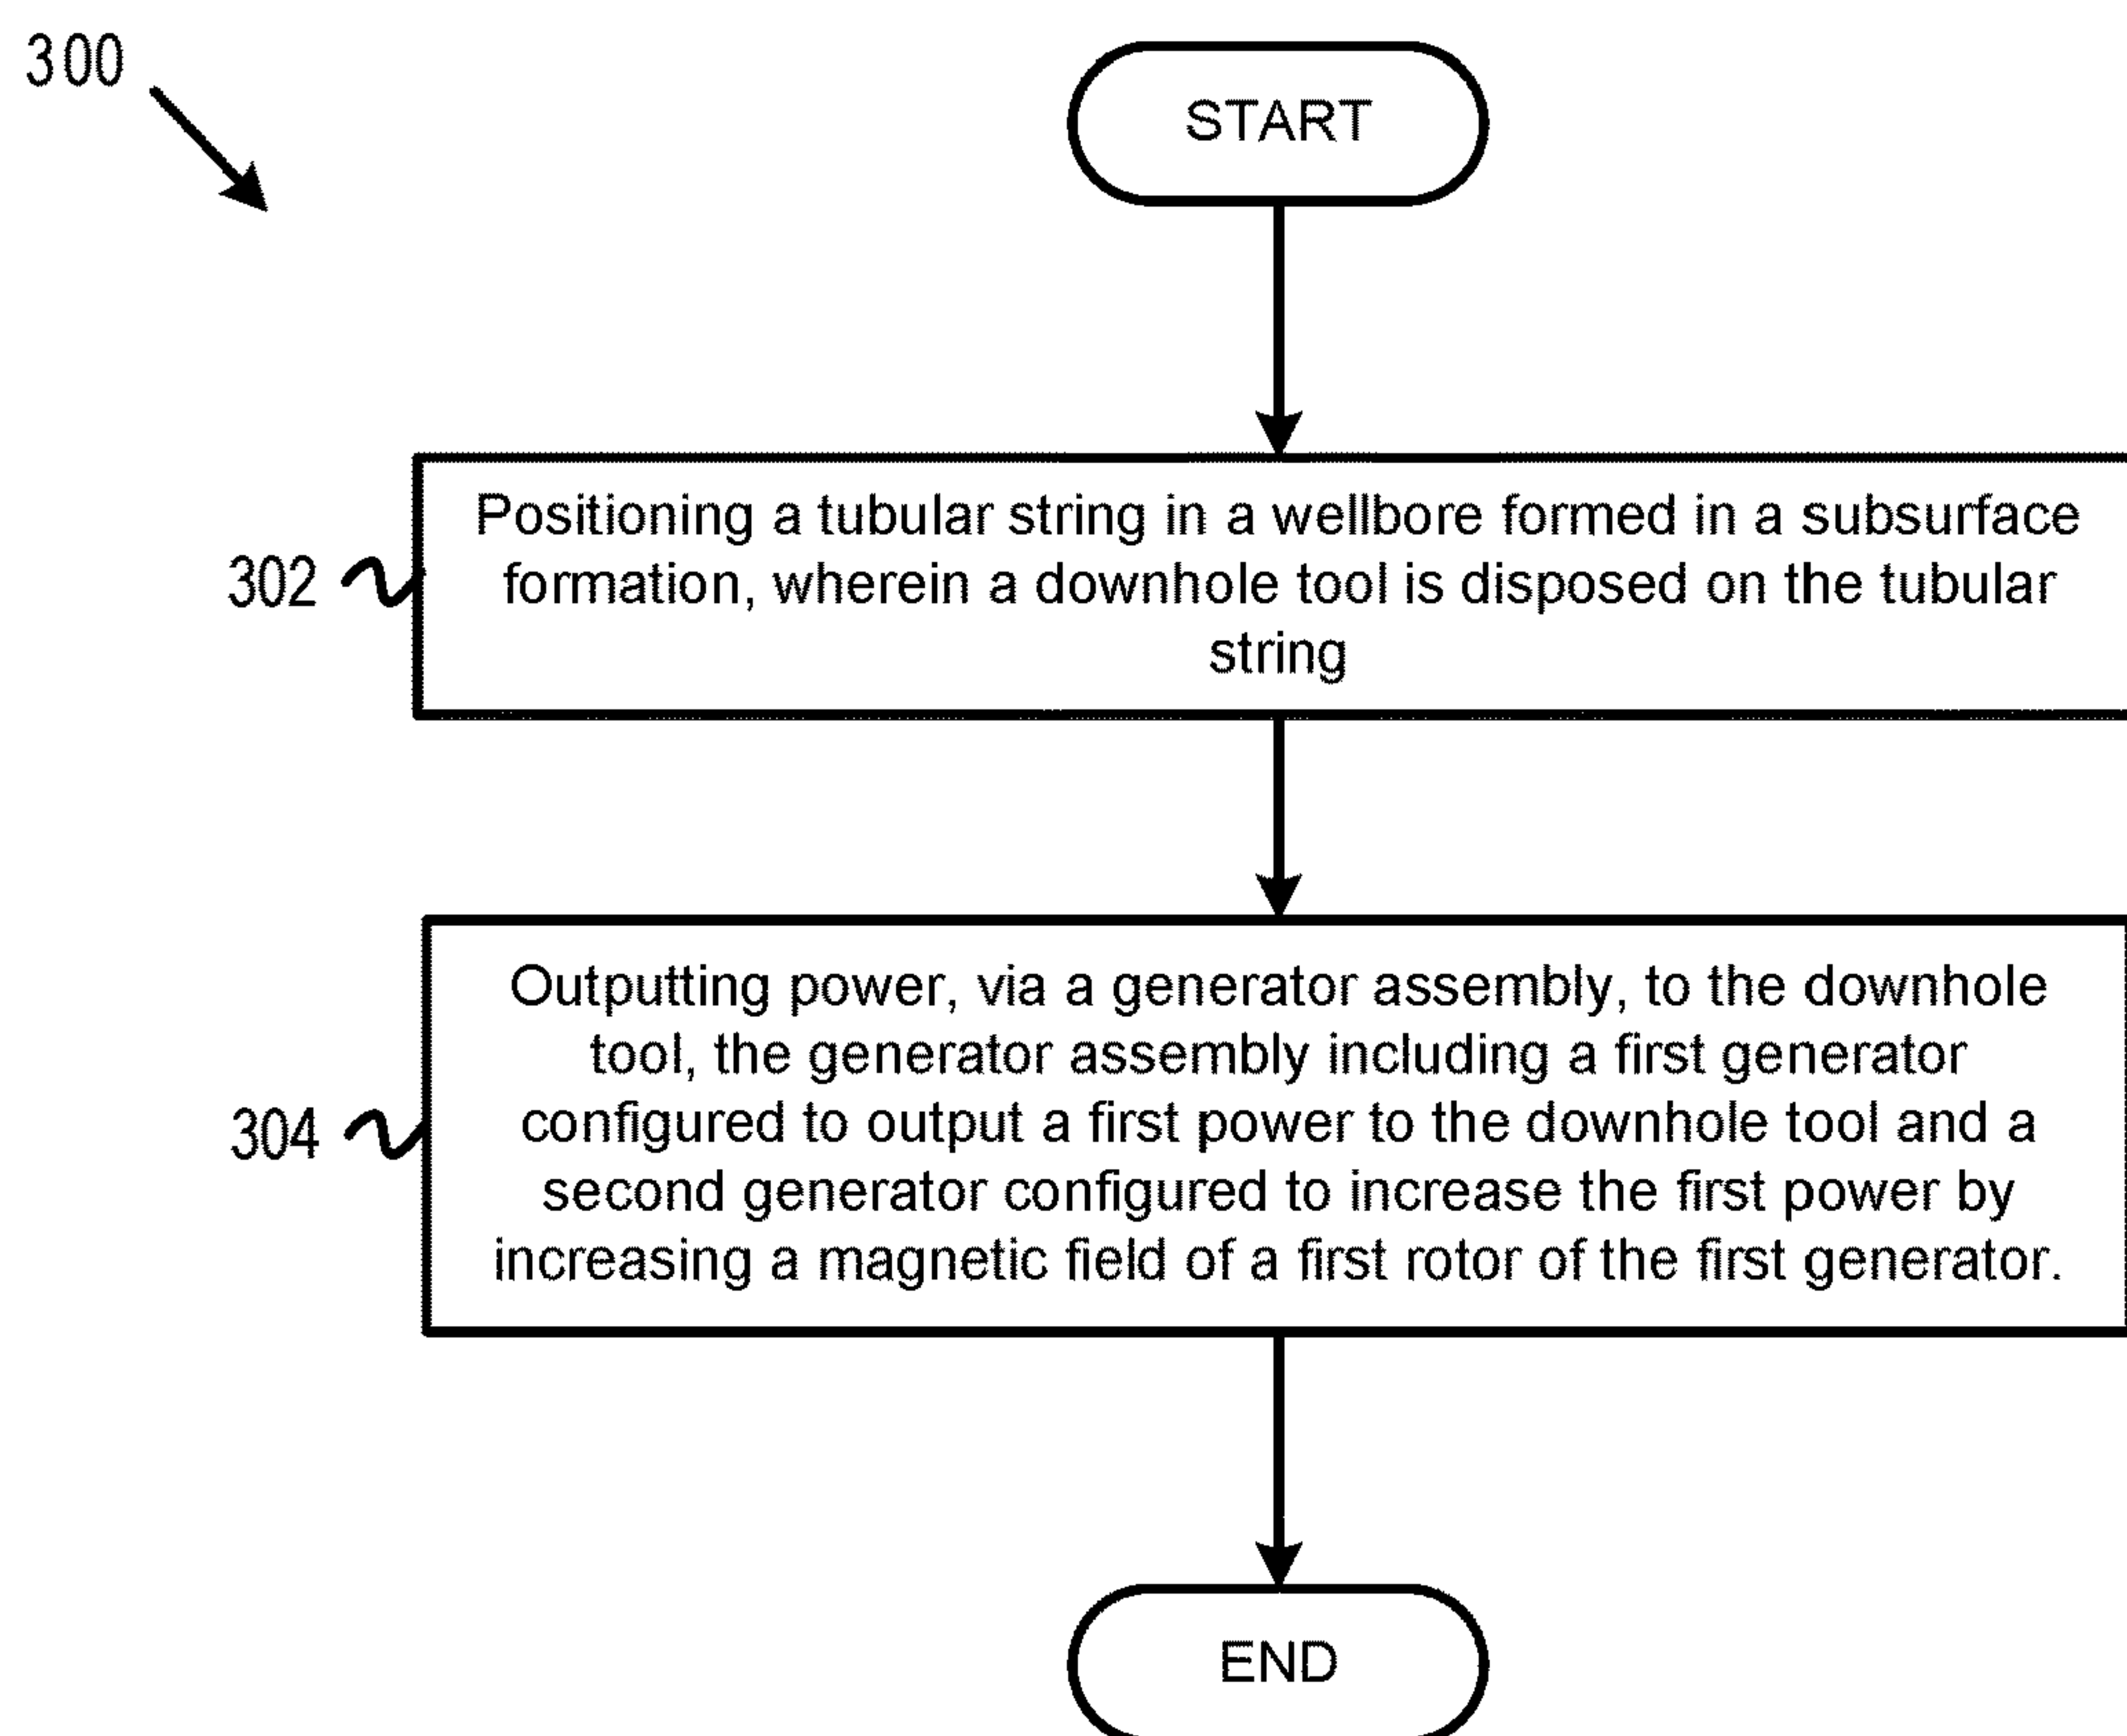 300
START
302
Positioning a tubular string in a wellbore formed in a subsurface
formation, wherein a downhole tool is disposed on the tubular
string
304
Outputting power, via a generator assembly, to the downhole
tool, the generator assembly including a first generator
configured to output a first power to the downhole tool and a
second generator configured to increase the first power by
increasing a magnetic field of a first rotor of the first generator.
END